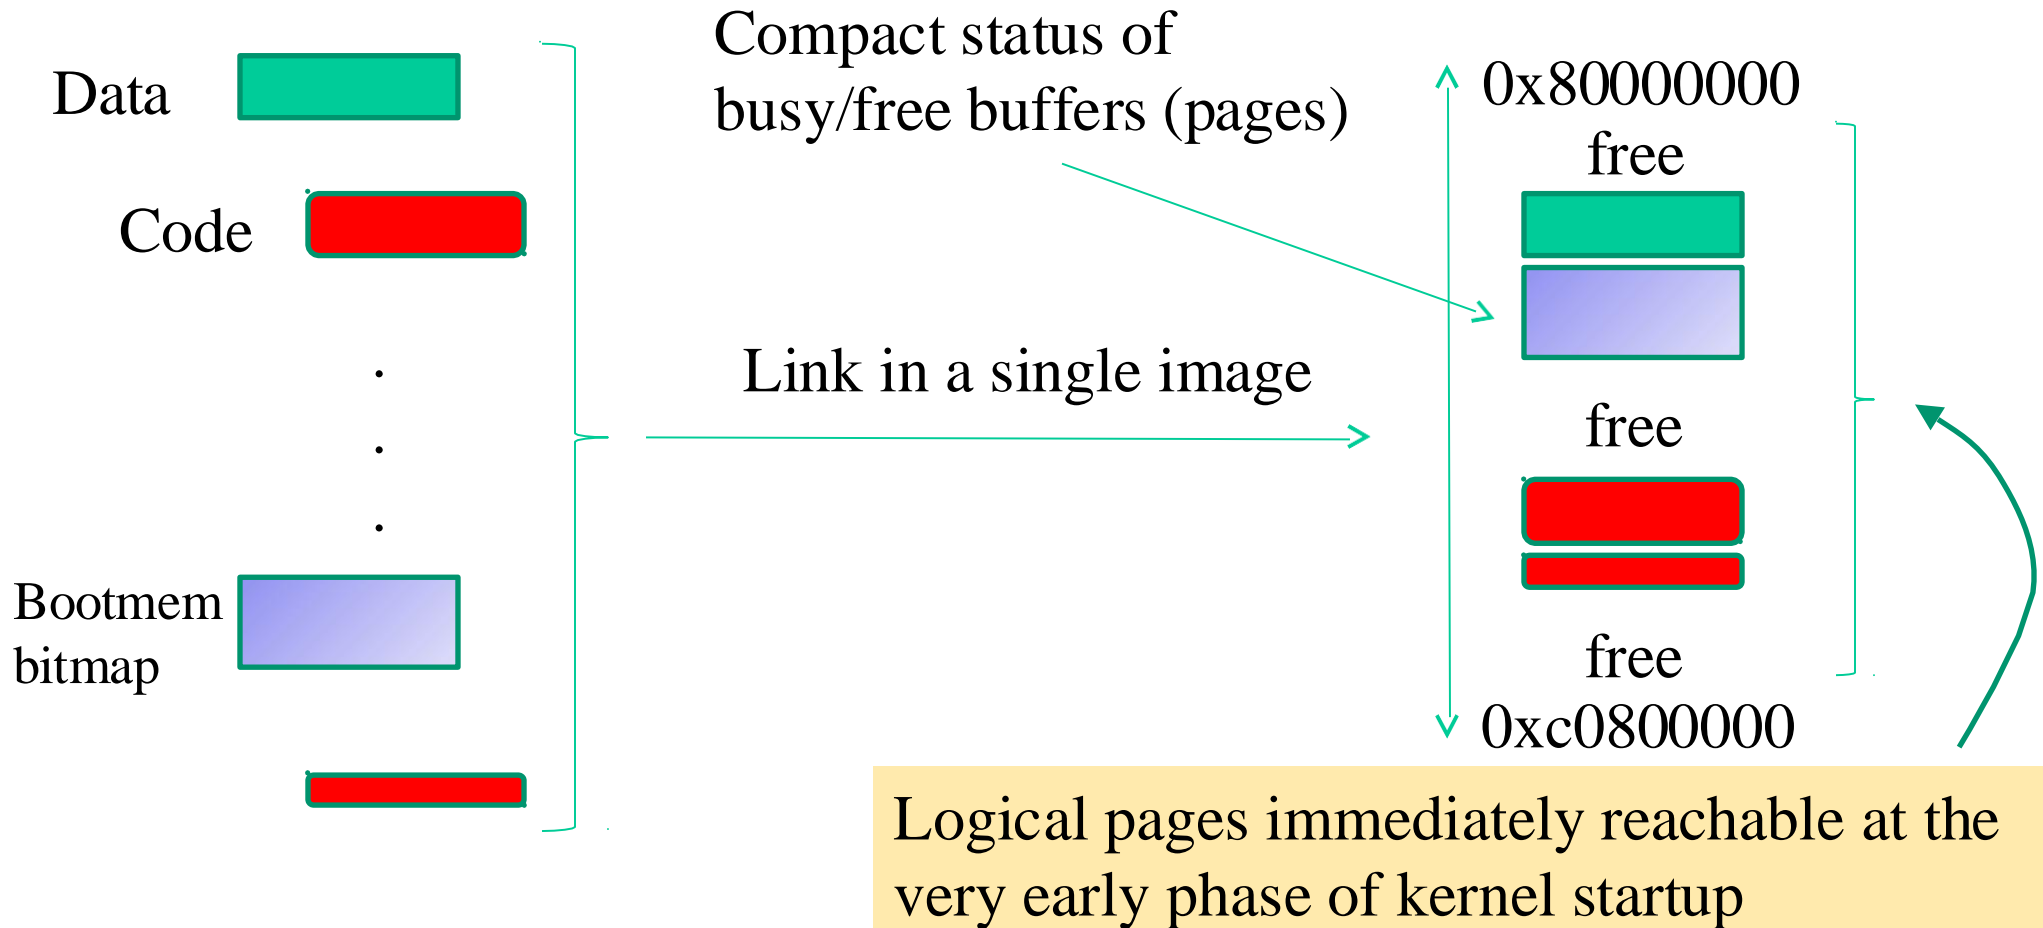 Compact status of
busy/free buffers (pages)
Data
Code
.
.
.
Bootmem
bitmap
Link in a single image
0x80000000
free
free
free
0xc0800000
Logical pages immediately reachable at the
very early phase of kernel startup